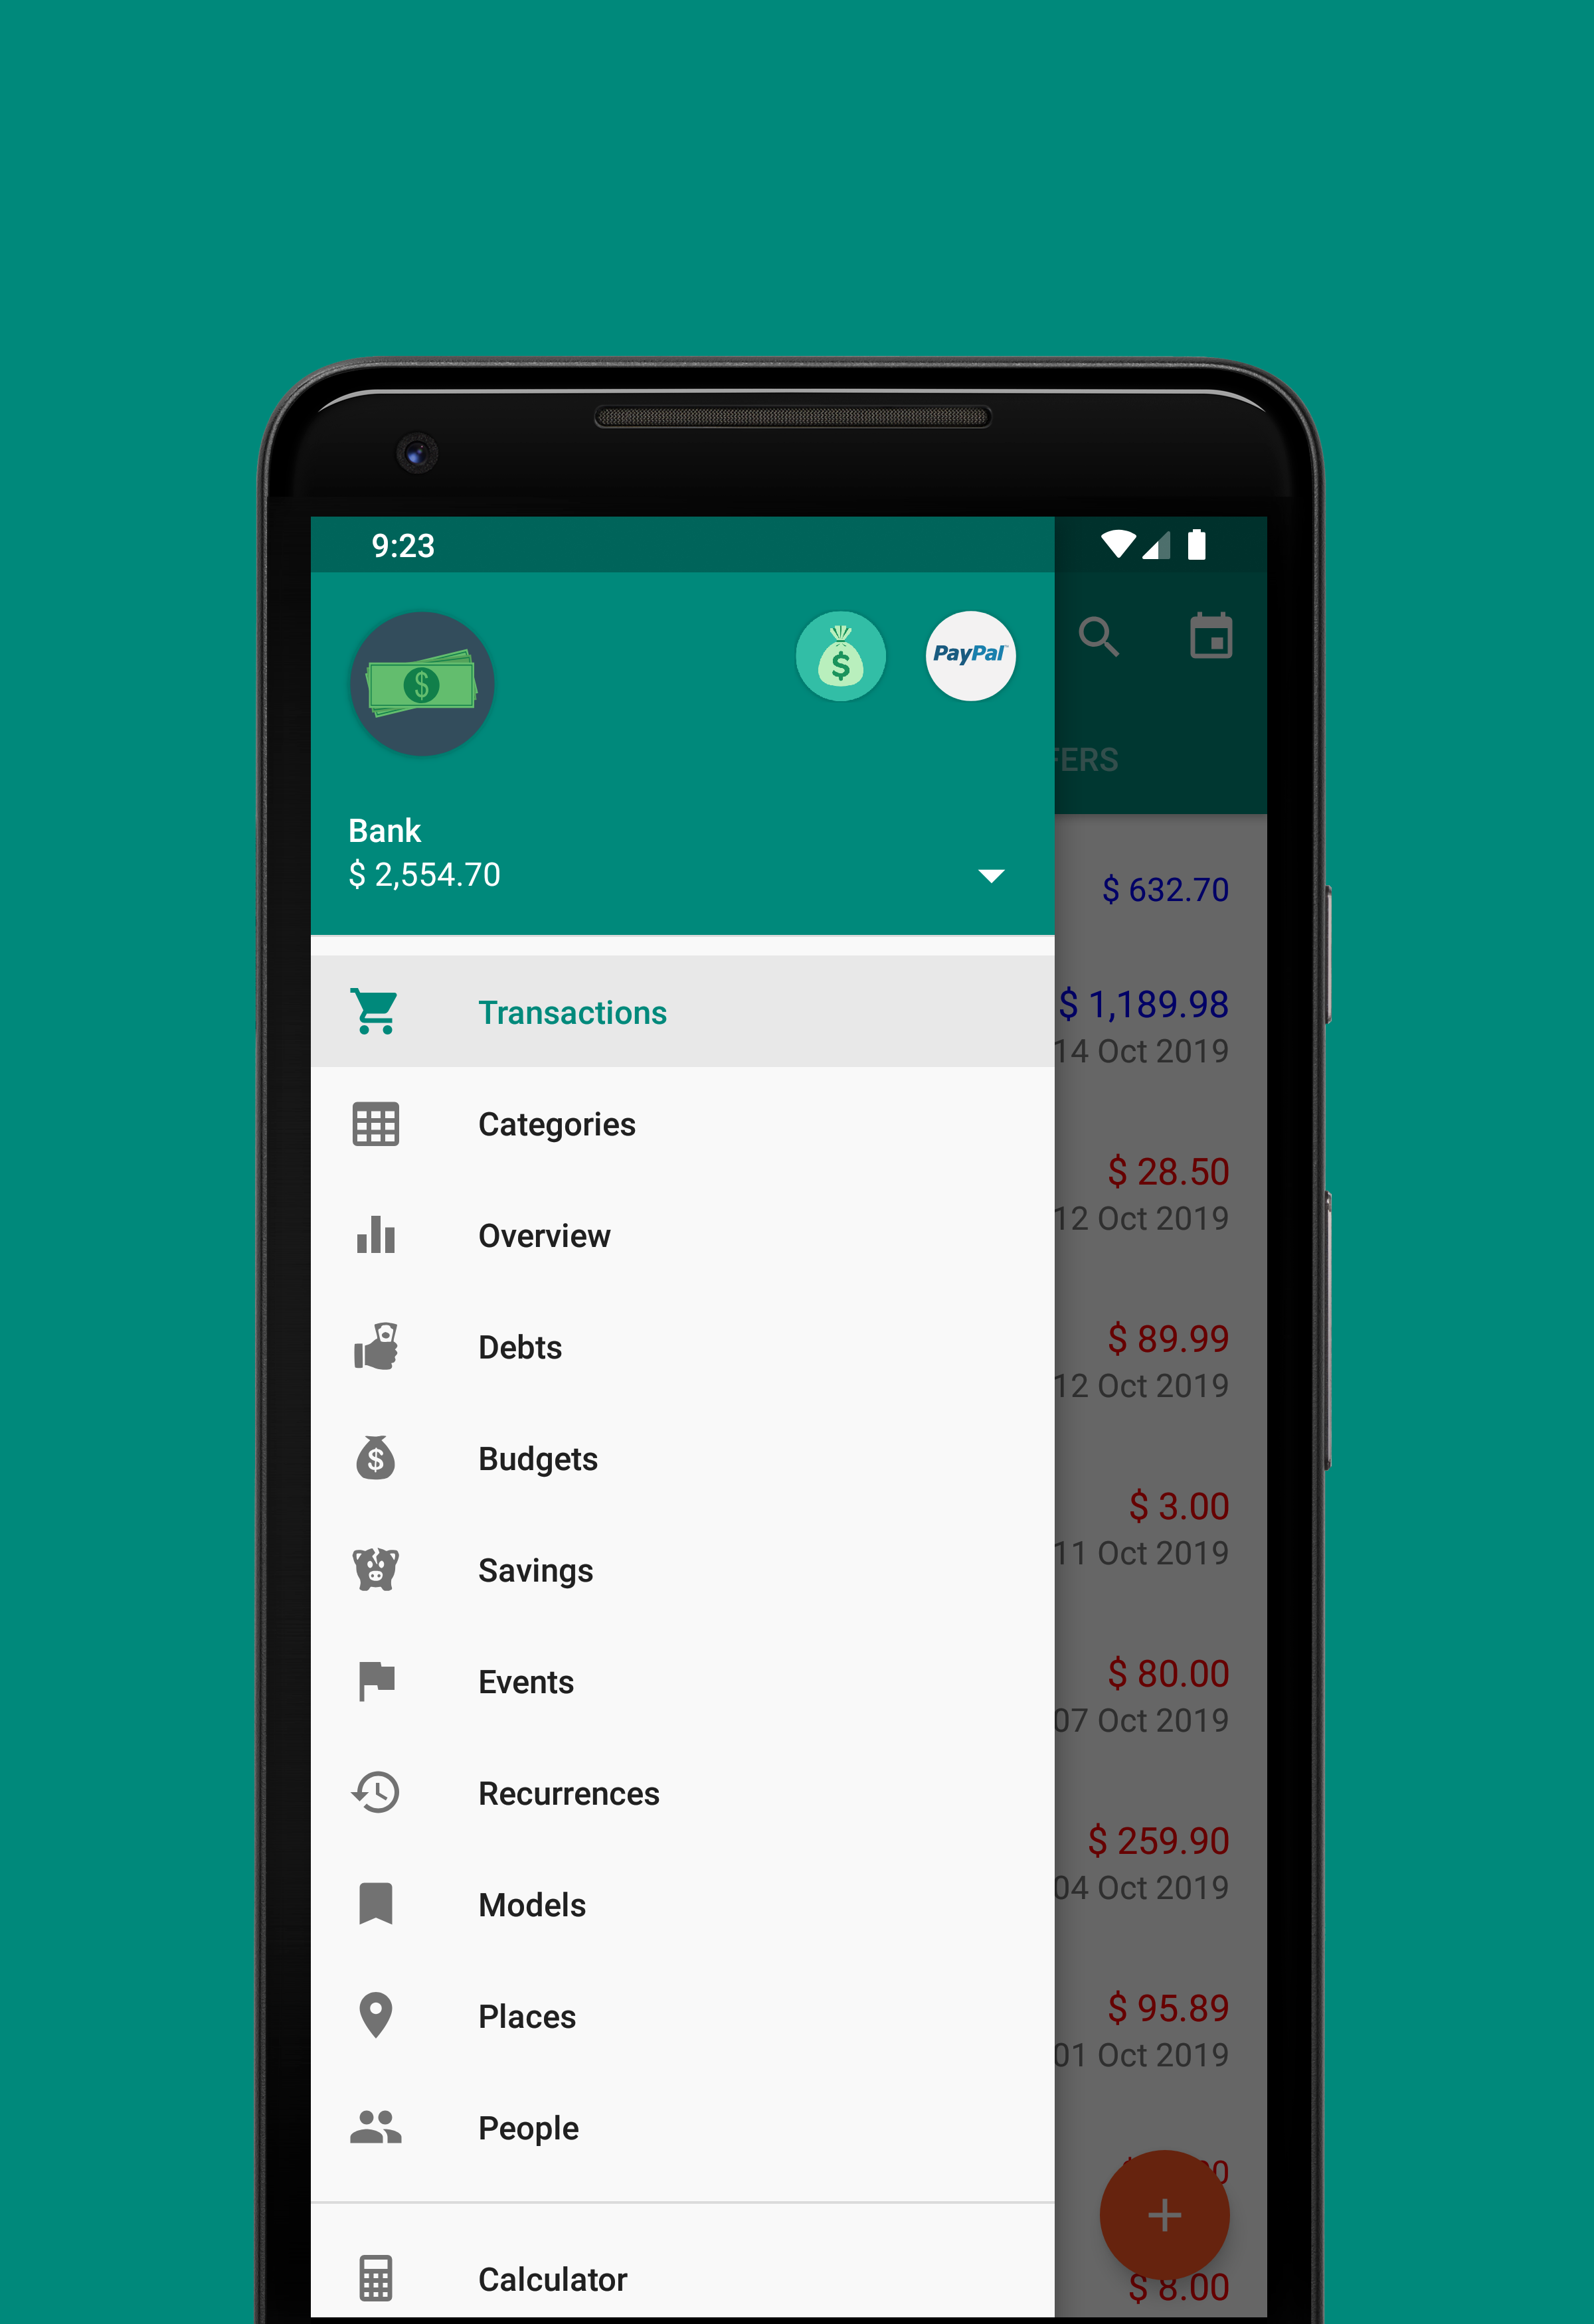 9:23
PayPal
FERS
Bank
$ 2,554.70
$ 632.70
Transactions
$ 1,189.98
14 Oct 2019
Categories
$ 28.50
12 Oct 2019
Overview
Debts
$ 89.99
12 Oct 2019
Budgets
$ 3.00
11 Oct 2019
Savings
Events
$ 80.00
07 Oct 2019
Recurrences
$ 259.90
04 Oct 2019
Models
Places
$ 95.89
01 Oct 2019
People
Calculator
$ 8.00